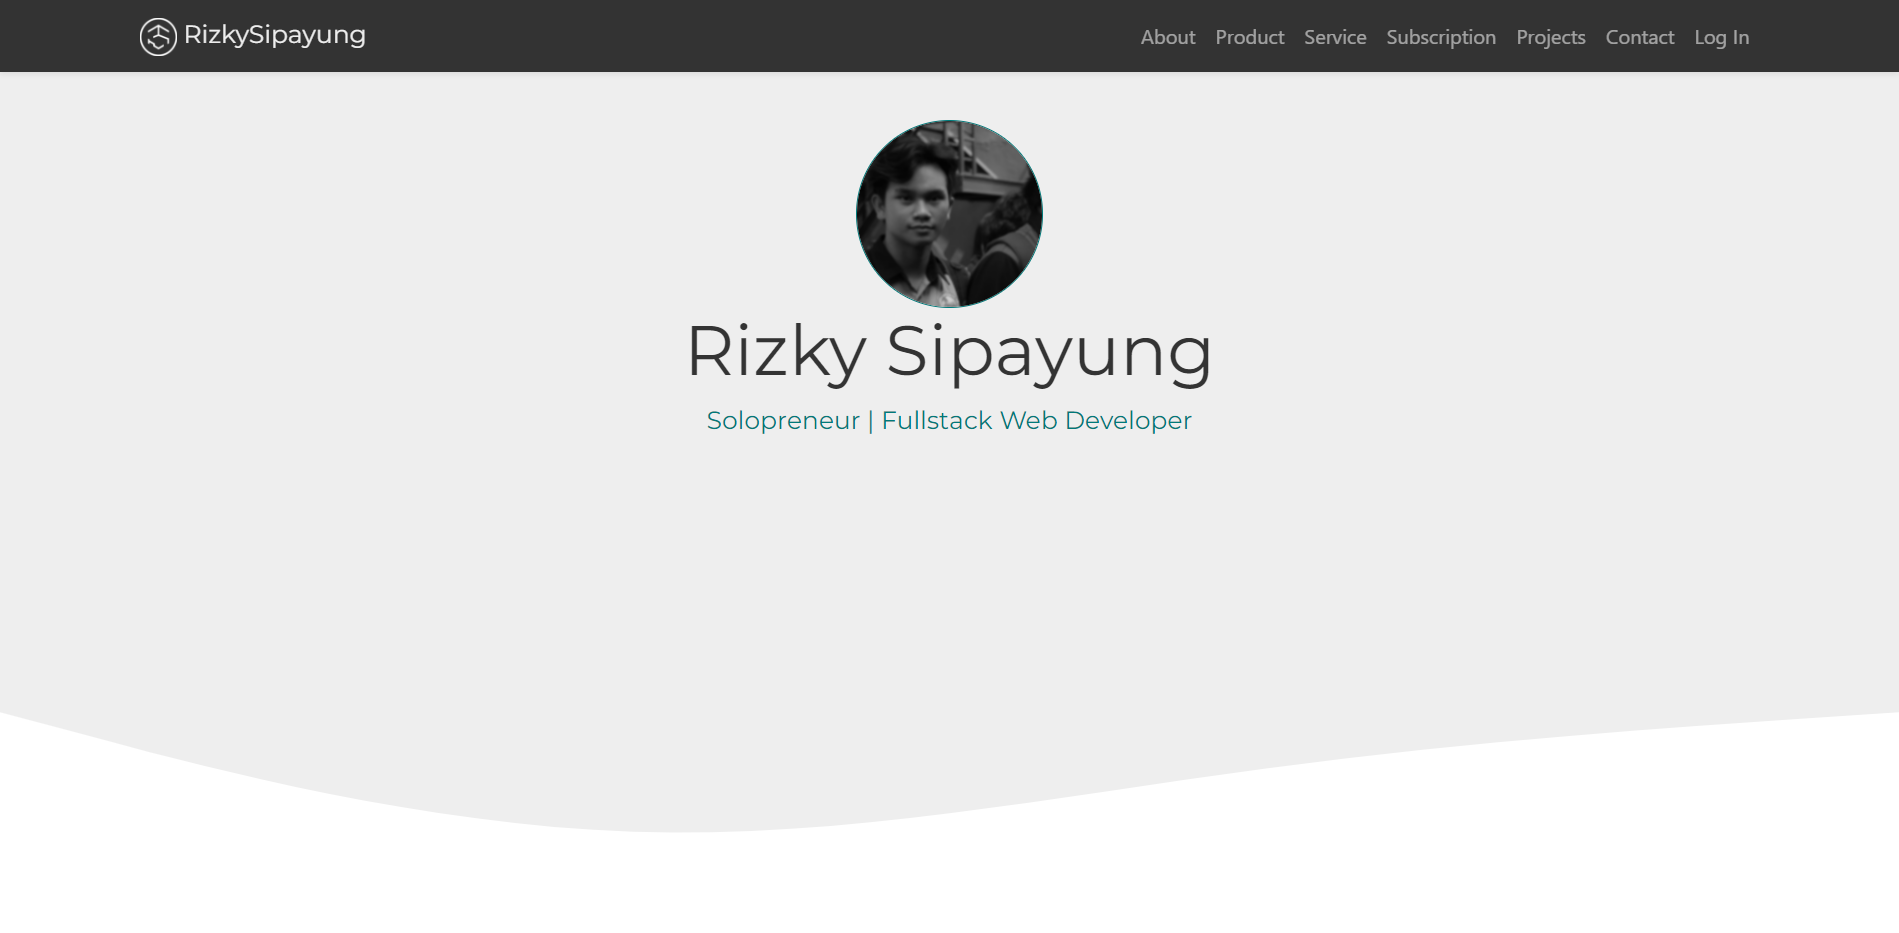 RizkySipayung
About Product Service Subscription Projects Contact Log In
Rizky Sipayung
Solopreneur | Fullstack Web Developer